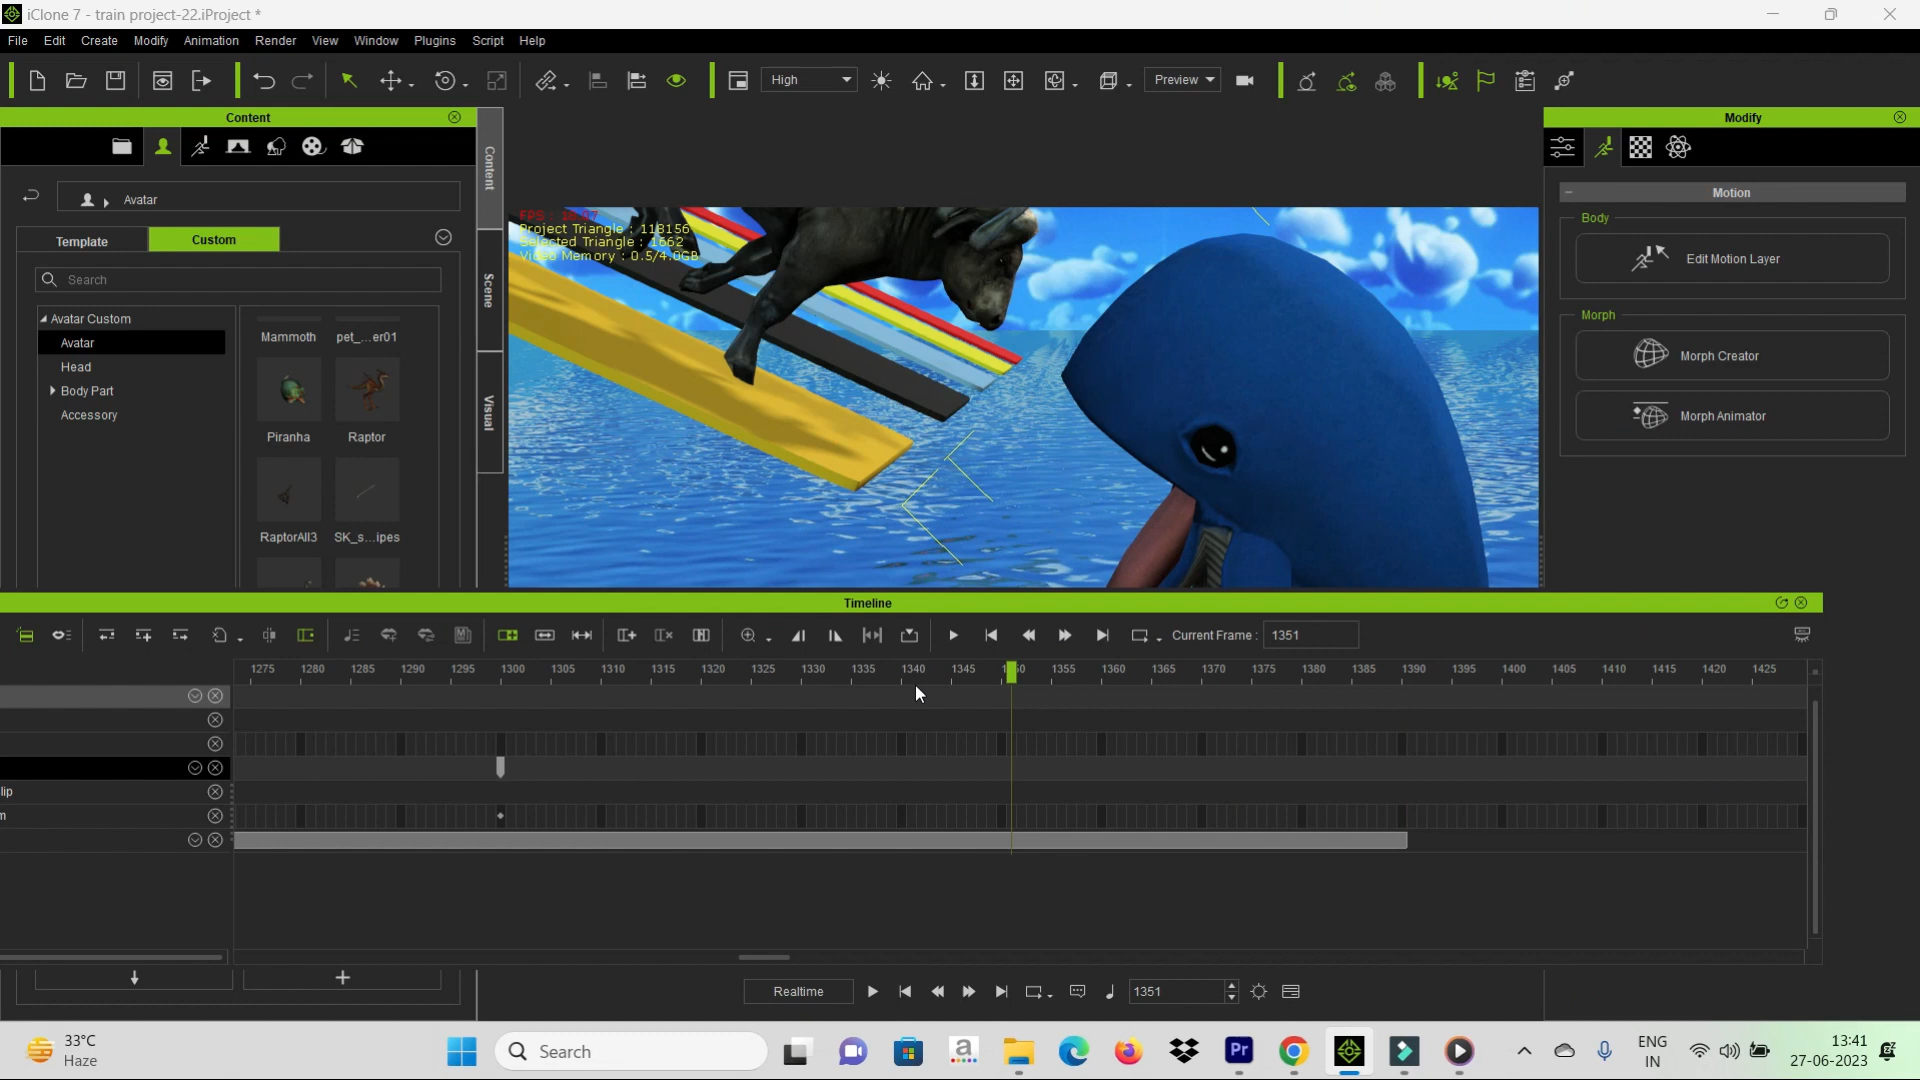 iClone 7 - train project-22.iProject *
File Edit Create Modify Animation Render View Window Plugins Script Help
High
Preview
Content
Modify
Content
Scene
Visual
Avatar
Template Custom
Search
Avatar Custom
Avatar
Head
Body Part
Accessory
Mammoth pet_...er01
Piranha Raptor
RaptorAll3 SK_s...ipes
Project Triangle : 118156
Selected Triangle : 1662
Video Memory : 0.5/4.0GB
Motion
Body
Edit Motion Layer
Morph
Morph Creator
Morph Animator
Timeline
Current Frame : 1351
1275 1280 1285 1290 1295 1300 1305 1310 1315 1320 1325 1330 1335 1340 1345 1355 1360 1365 1370 1375 1380 1385 1390 1395 1400 1405 1410 1415 1420 1425
lip
m
Realtime 1351
33°C
Haze
Search
a
Pr
ENG
IN
13:41
27-06-2023